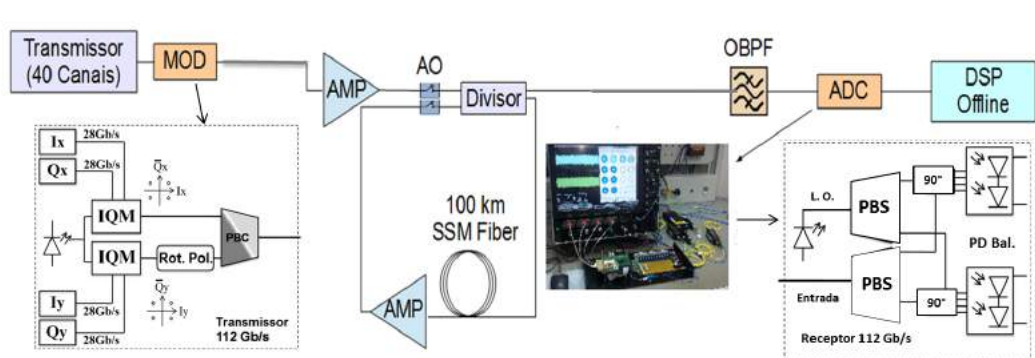 Transmissor
(40 Canais)
MOD
AMP
AO
Divisor
OBPF
ADC
DSP
Offline
100 km
SSM Fiber
AMP
Ix
28Gb/s
Qx
28Gb/s
Qx
Ix
IQM
IQM
Rot. Pol.
PBC
Iy
28Gb/s
Qy
28Gb/s
Qy
Iy
Transmissor
112 Gb/s
L. O.
PBS
90°
PD Bal.
Entrada
PBS
90°
Receptor 112 Gb/s